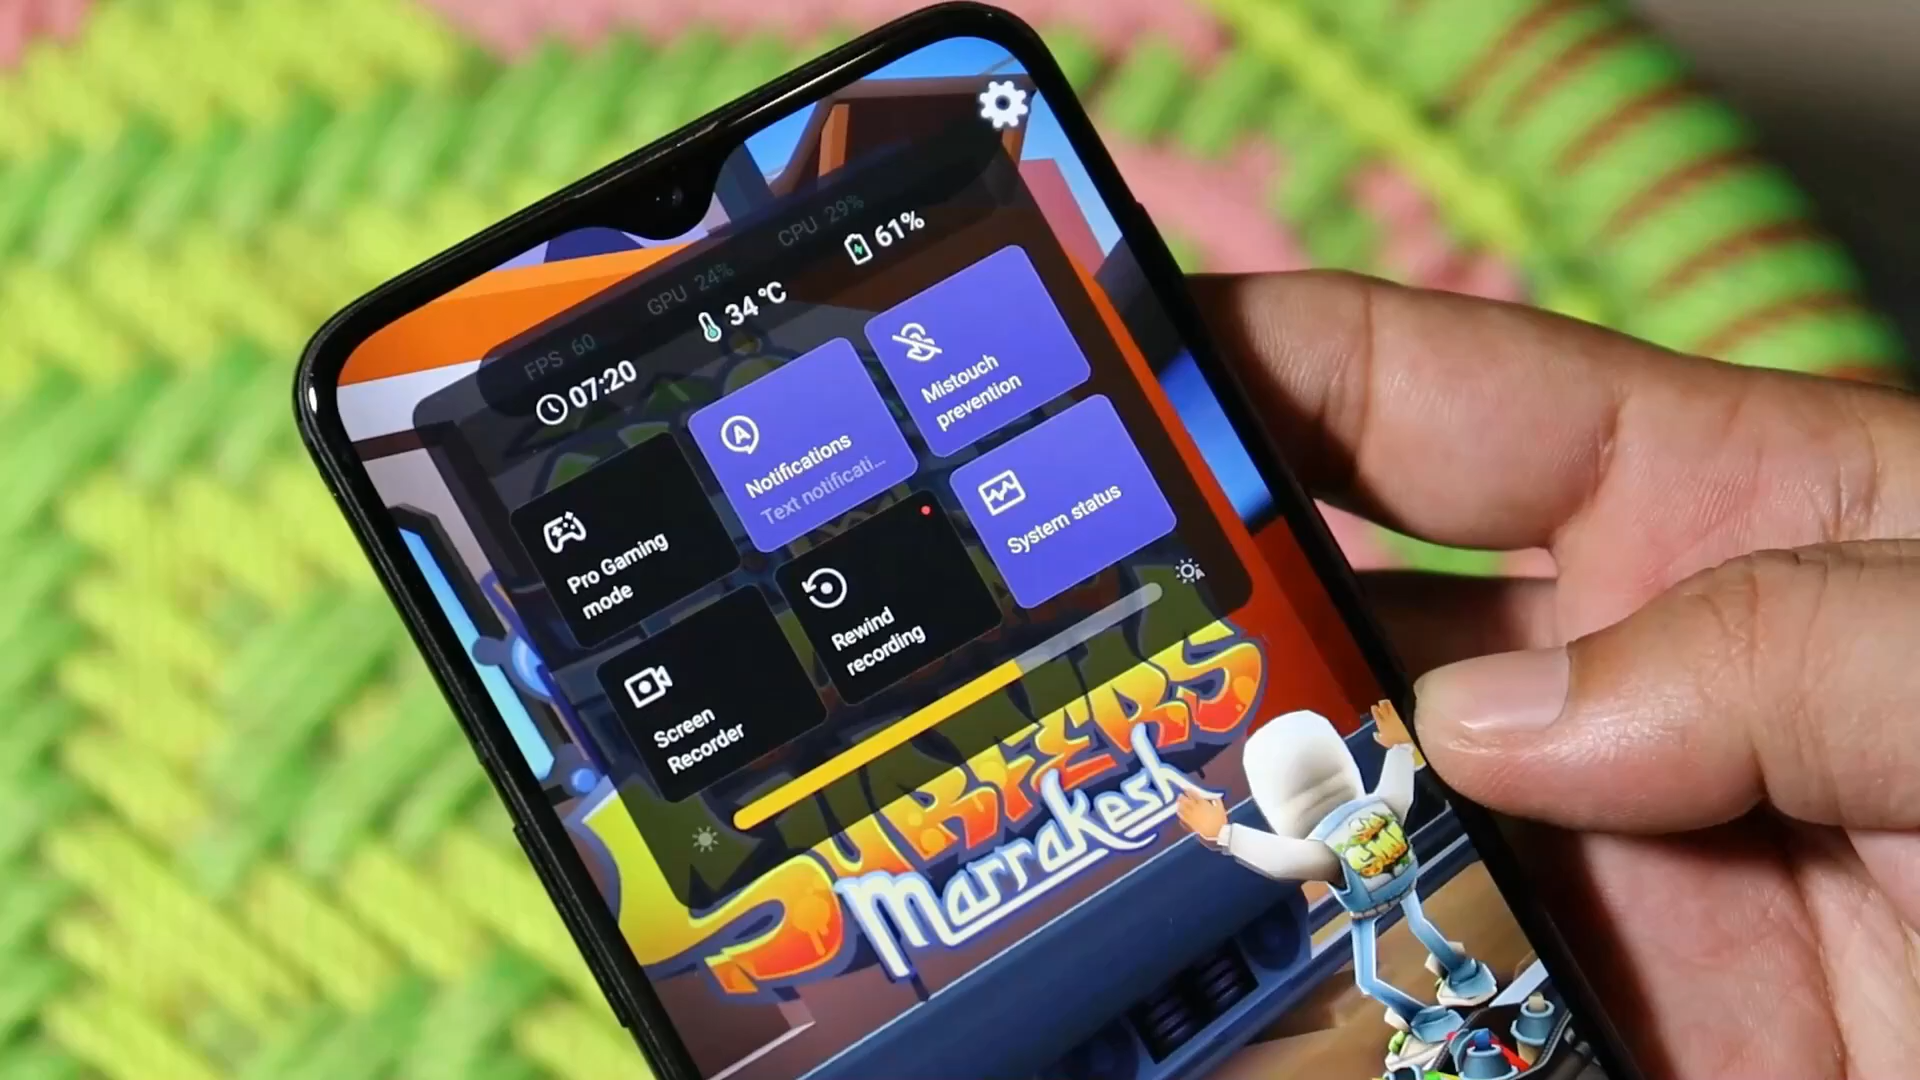 FPS 60
GPU 24%
CPU 29%
07:20
34 °C
61%
Pro Gaming
mode
Notifications
Text notificati...
Mistouch
prevention
Screen
Recorder
Rewind
recording
System status
SURFERS
Marrakesh